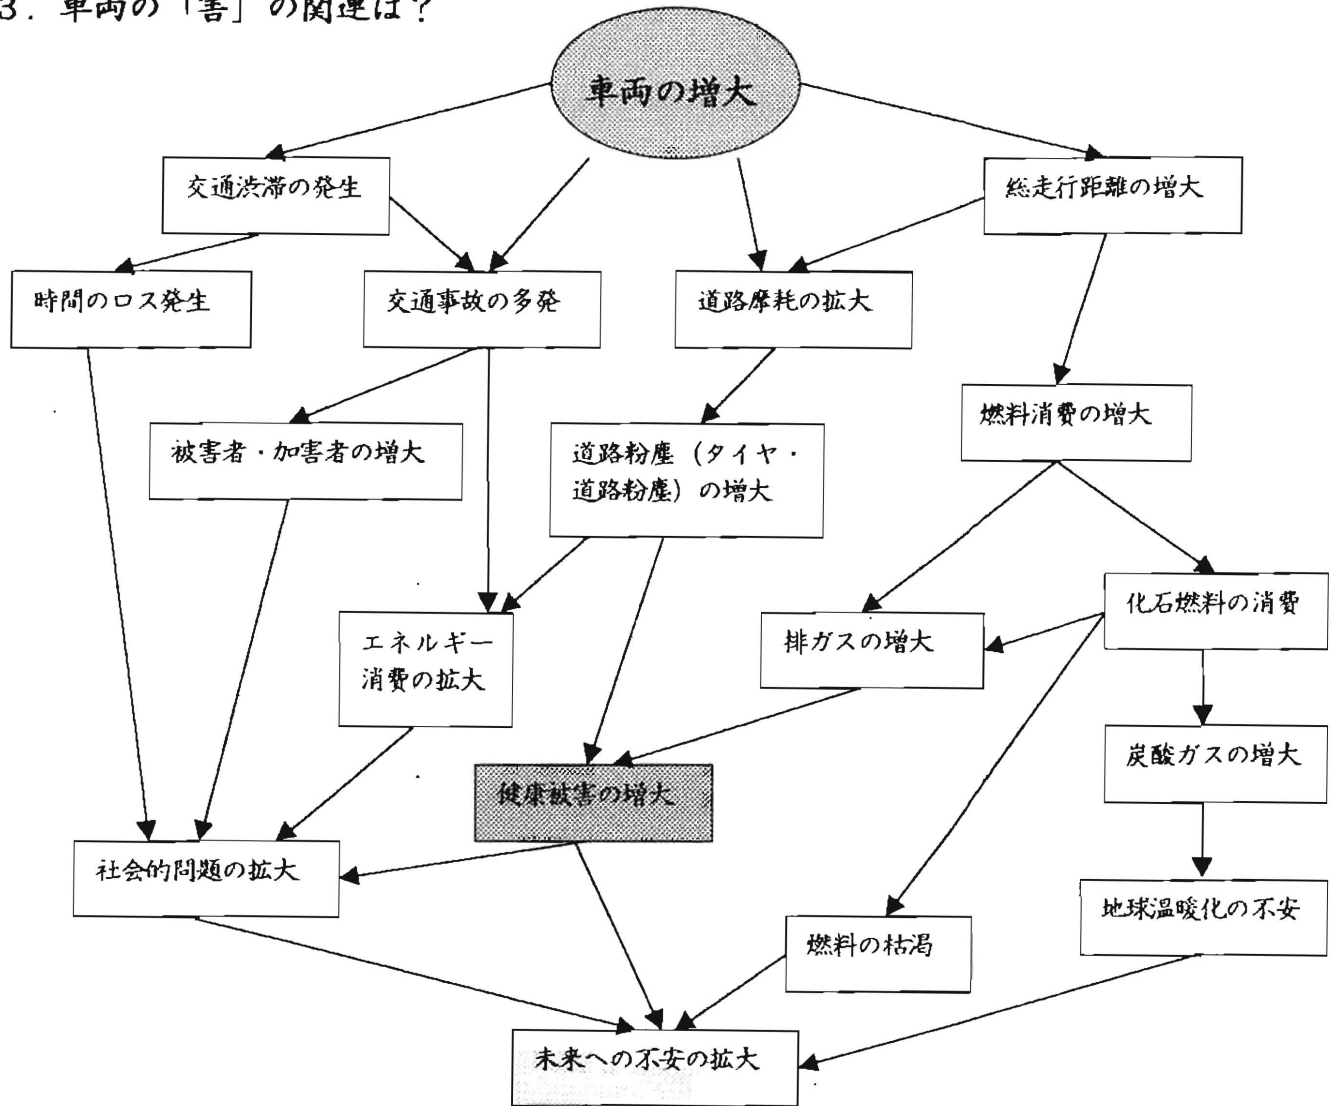 3. 車両の「害」の関連は?
車両の増大
交通渋滞の発生
総走行距離の増大
時間のロス発生
交通事故の多発
道路摩耗の拡大
燃料消費の増大
被害者・加害者の増大
道路粉塵（タイヤ・
道路粉塵）の増大
化石燃料の消費
エネルギー
消費の拡大
排ガスの増大
炭酸ガスの増大
健康被害の増大
社会的問題の拡大
地球温暖化の不安
燃料の枯渇
未来への不安の拡大